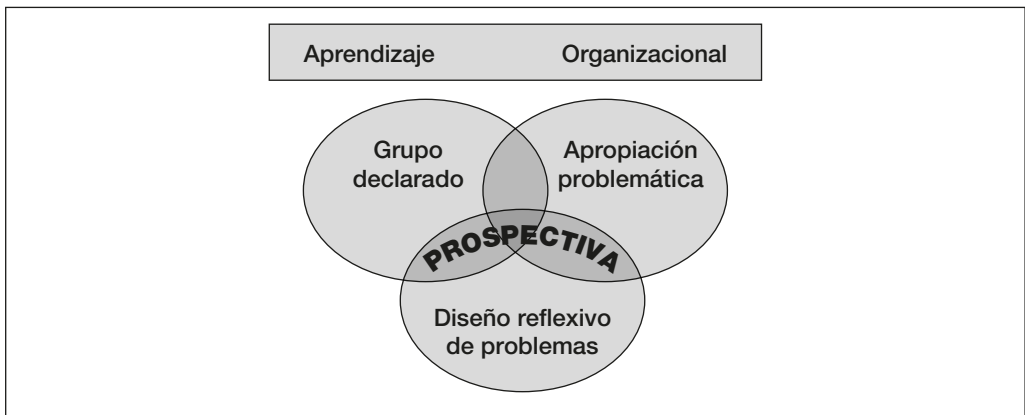 Aprendizaje Organizacional
Grupo
declarado
Apropiación
problemática
PROSPECTIVA
Diseño reflexivo
de problemas